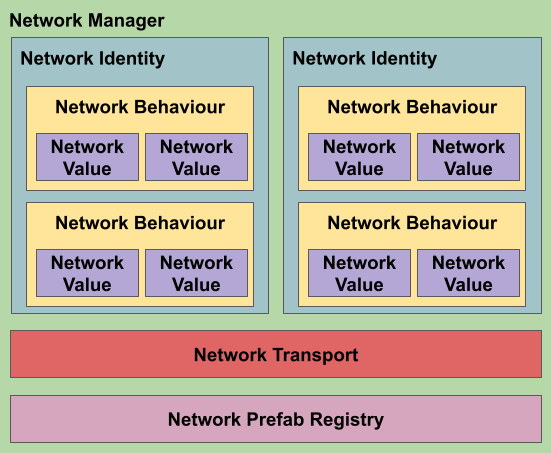 Network Manager
Network Identity
Network Behaviour
Network
Value
Network
Value
Network Behaviour
Network
Value
Network
Value
Network Identity
Network Behaviour
Network
Value
Network
Value
Network Behaviour
Network
Value
Network
Value
Network Transport
Network Prefab Registry